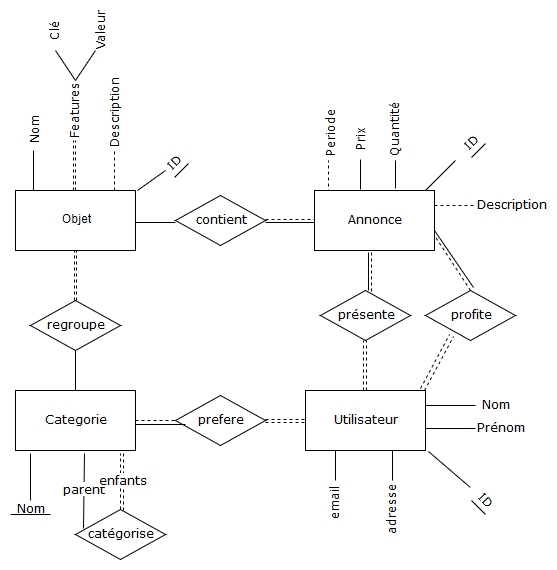 Clé
Valeur
Nom
Features
Description
ID
Periode
Prix
Quantité
ID
Objet
contient
Annonce
Description
regroupe
présente
profite
Categorie
prefere
Utilisateur
Nom
Prénom
parent
enfants
Nom
catégorise
email
adresse
ID